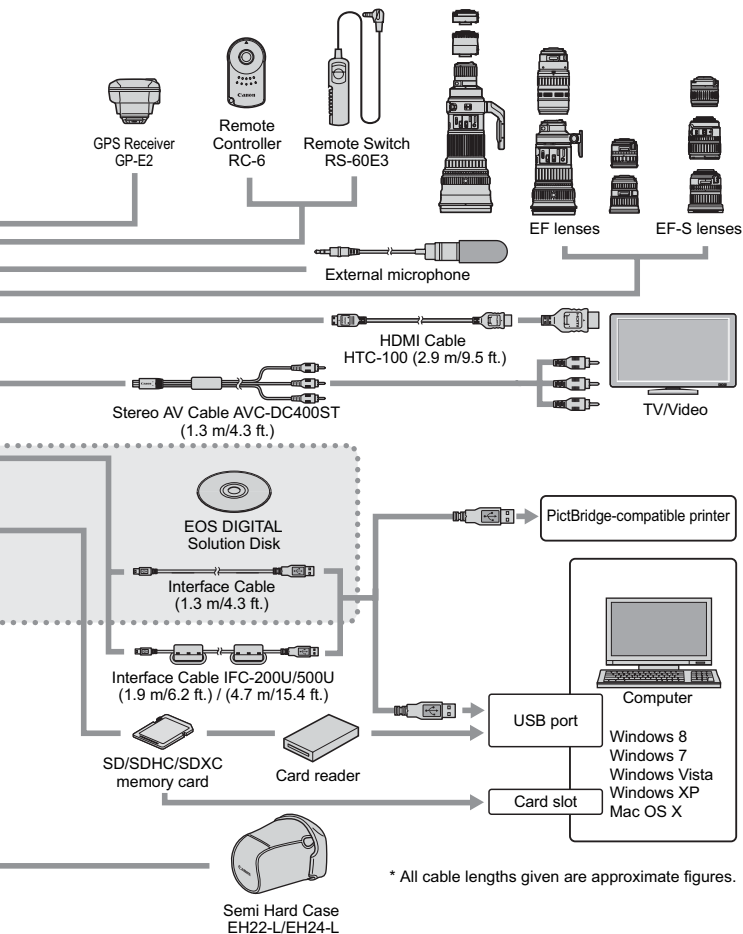 Canon
GPS Receiver
GP-E2
Remote
Controller
RC-6
Remote Switch
RS-60E3
EF lenses
EF-S lenses
External microphone
HDMI Cable
HTC-100 (2.9 m/9.5 ft.)
Stereo AV Cable AVC-DC400ST
(1.3 m/4.3 ft.)
TV/Video
EOS DIGITAL
Solution Disk
PictBridge-compatible printer
Interface Cable
(1.3 m/4.3 ft.)
Interface Cable IFC-200U/500U
(1.9 m/6.2 ft.) / (4.7 m/15.4 ft.)
Computer
USB port
Windows 8
Windows 7
Windows Vista
Windows XP
Mac OS X
SD/SDHC/SDXC
memory card
Card reader
Card slot
* All cable lengths given are approximate figures.
Semi Hard Case
EH22-L/EH24-L